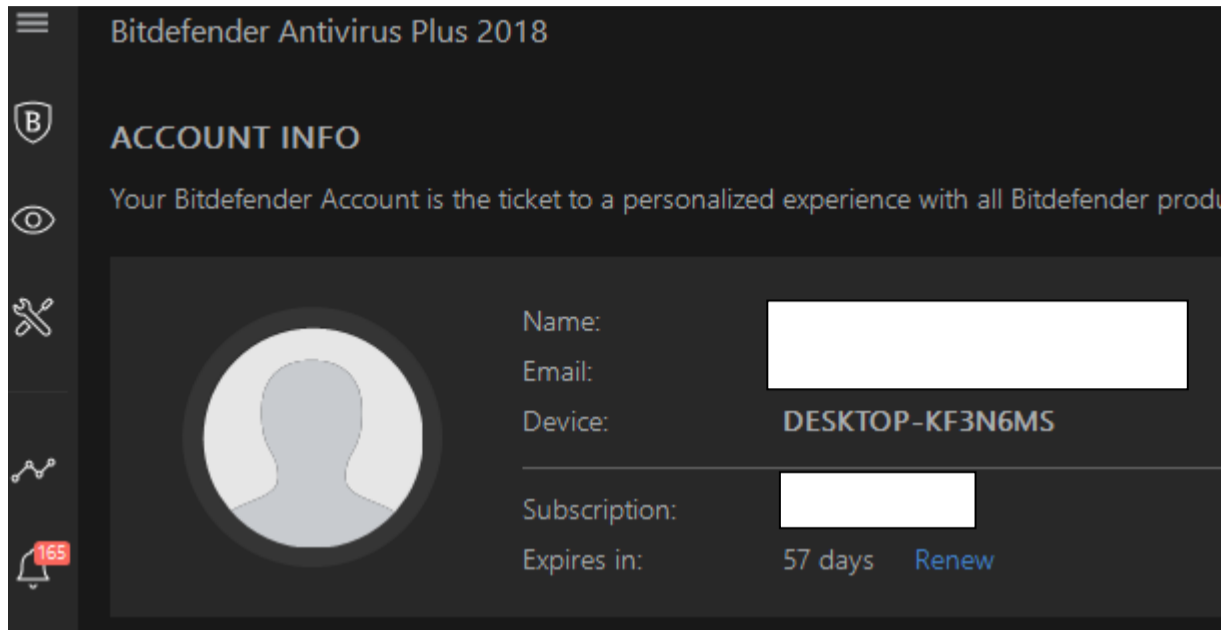 Bitdefender Antivirus Plus 2018
B
ACCOUNT INFO
Your Bitdefender Account is the ticket to a personalized experience with all Bitdefender
Name:
Email:
Device: DESKTOP-KF3N6MS
Subscription:
Expires in: 57 days Renew
165